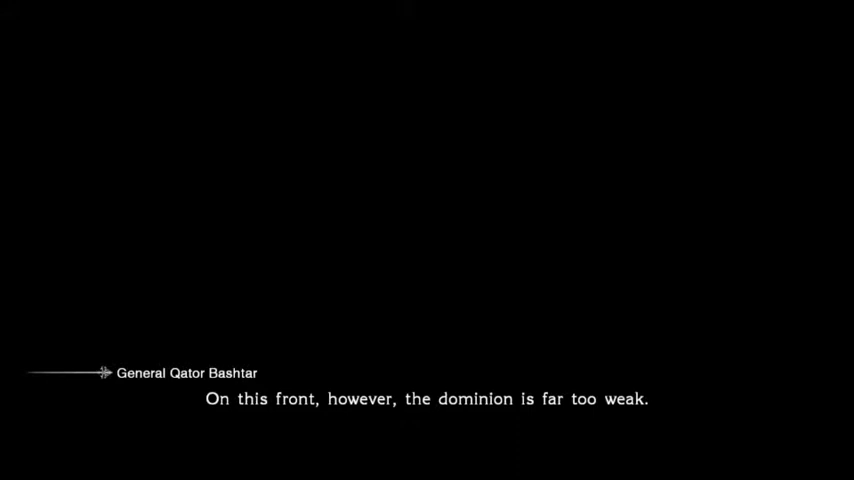 General Qator Bashtar
On this front, however, the dominion is far too weak.